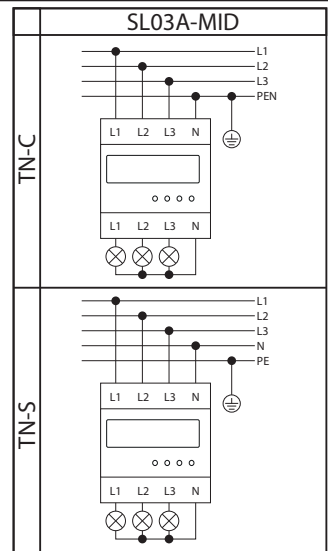 SL03A-MID
TN-C
L1
L2
L3
PEN
L1 L2 L3 N
L1 L2 L3 N
TN-S
L1
L2
L3
N
PE
L1 L2 L3 N
L1 L2 L3 N